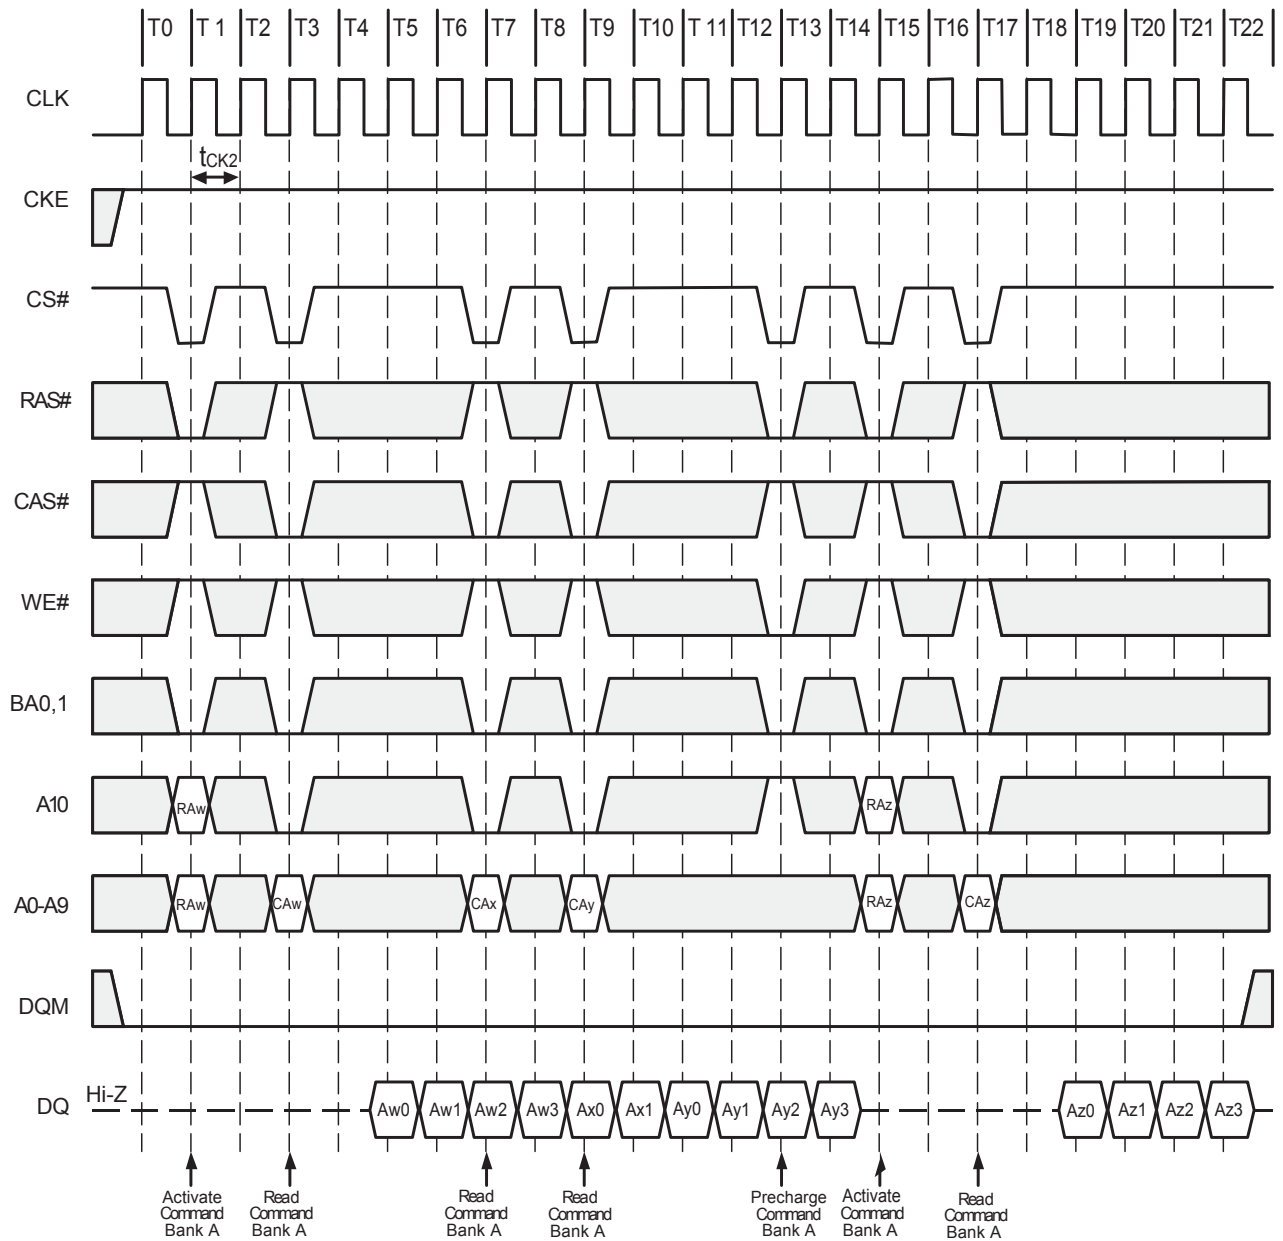 T0 T 1 T2 T3 T4 T5 T6 T7 T8 T9 T10 T 11 T12 T13 T14 T15 T16 T17 T18 T19 T20 T21 T22
CLK
tCK2
CKE
CS#
RAS#
CAS#
WE#
BA0,1
A10 RAw RAz
A0-A9 RAw CAw CAx CAy RAz CAz
DQM
Hi-Z
DQ Aw0 Aw1 Aw2 Aw3 Ax0 Ax1 Ay0 Ay1 Ay2 Ay3 Az0 Az1 Az2 Az3
Activate
Command
Bank A
Read
Command
Bank A
Read
Command
Bank A
Read
Command
Bank A
Precharge
Command
Bank A
Activate
Command
Bank A
Read
Command
Bank A